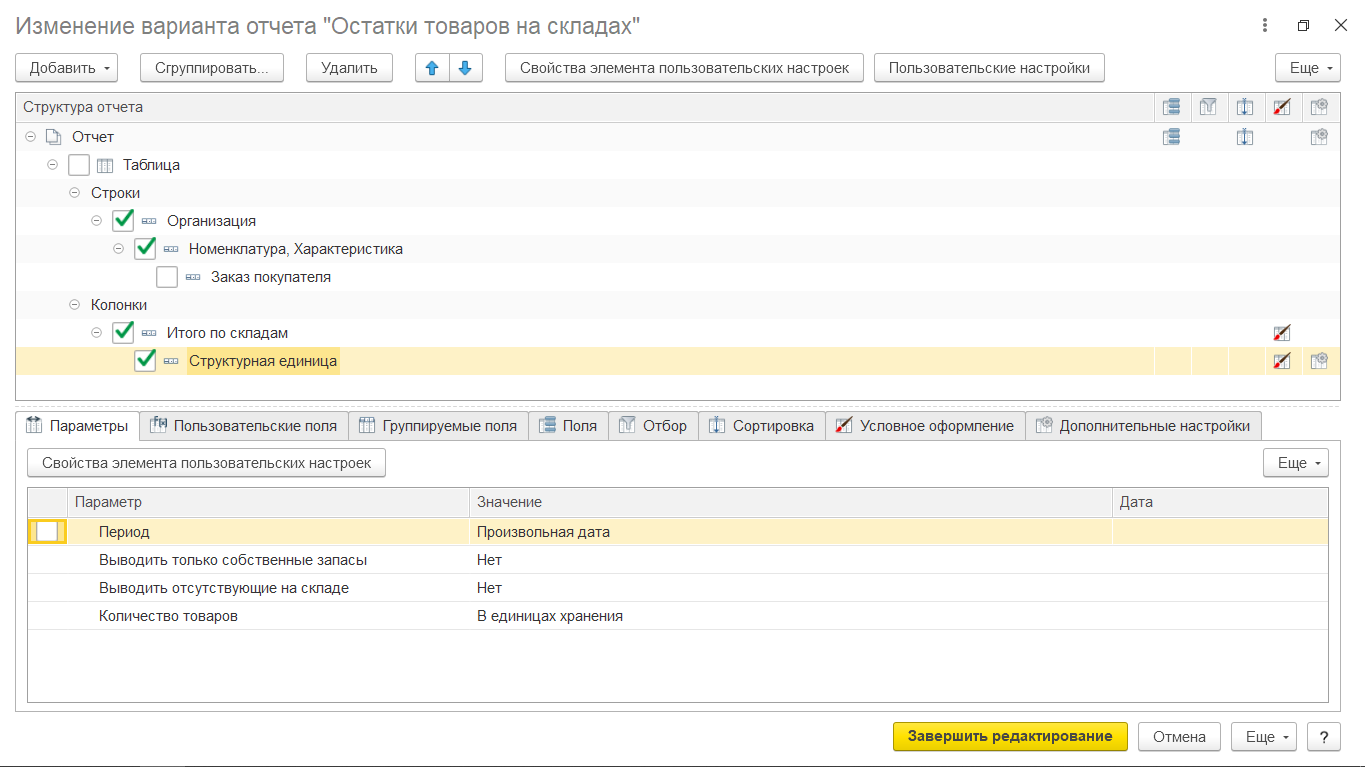 Изменение варианта отчета "Остатки товаров на складах"
Добавить Сгруппировать... Удалить Свойства элемента пользовательских настроек Пользовательские настройки Еще
Структура отчета
Отчет
Таблица
Строки
Организация
Номенклатура, Характеристика
Заказ покупателя
Колонки
Итого по складам
Структурная единица
Параметры Пользовательские поля Группируемые поля Поля Отбор Сортировка Условное оформление Дополнительные настройки
Свойства элемента пользовательских настроек Еще
Параметр Значение Дата
Период Произвольная дата
Выводить только собственные запасы Нет
Выводить отсутствующие на складе Нет
Количество товаров В единицах хранения
Завершить редактирование Отмена Еще ?